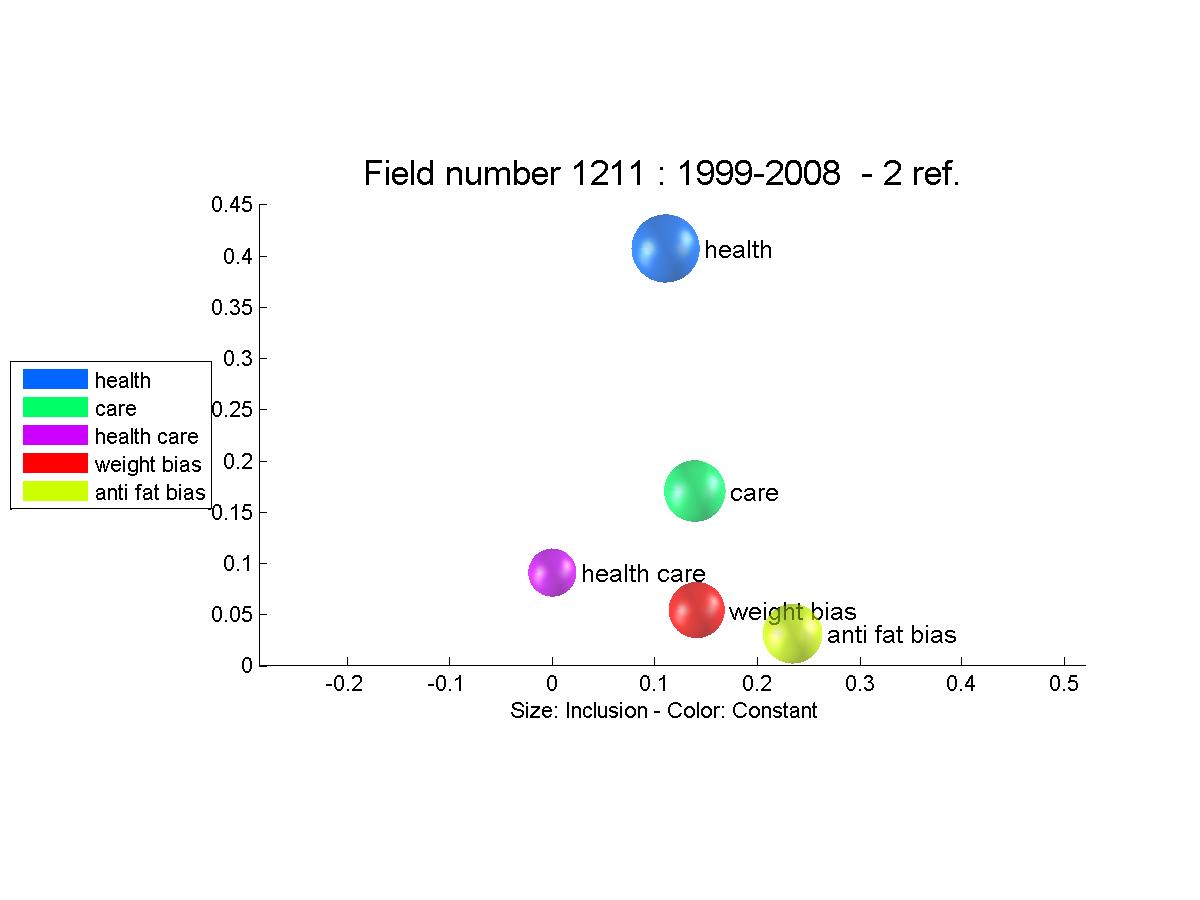 Field number 1211 : 1999-2008 - 2 ref.
0.45
0.4
0.35
0.3
0.25
0.2
0.15
0.1
0.05
0
health
care
health care
weight bias
anti fat bias
health
care
health care
weight bias
anti fat bias
-0.2 -0.1 0 0.1 0.2 0.3 0.4 0.5
Size: Inclusion - Color: Constant